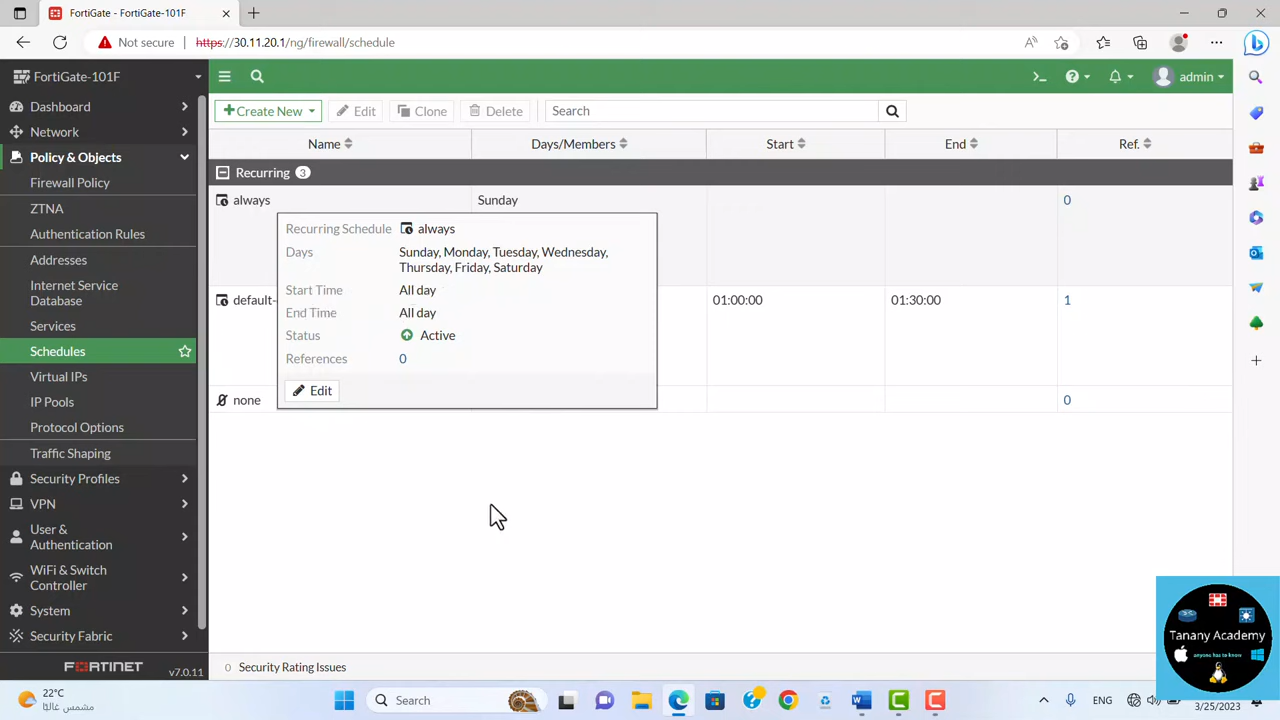 FortiGate - FortiGate-101F
Not secure
https://30.11.20.1/ng/firewall/schedule
FortiGate-101F
admin
Dashboard
Network
Policy & Objects
Firewall Policy
ZTNA
Authentication Rules
Addresses
Internet Service
Database
Services
Schedules
Virtual IPs
IP Pools
Protocol Options
Traffic Shaping
Security Profiles
VPN
User &
Authentication
WiFi & Switch
Controller
System
Security Fabric
FORTINET
v7.0.11
Create New
Edit
Clone
Delete
Search
Name
Days/Members
Start
End
Ref.
Recurring 3
always
Sunday
0
Recurring Schedule always
Days Sunday, Monday, Tuesday, Wednesday,
Thursday, Friday, Saturday
Start Time All day
End Time All day
Status Active
References 0
Edit
default-
01:00:00
01:30:00
1
none
0
0 Security Rating Issues
Tanany Academy
anyone has to know
22°C
مشمس غالبًا
Search
ENG
3/25/2023